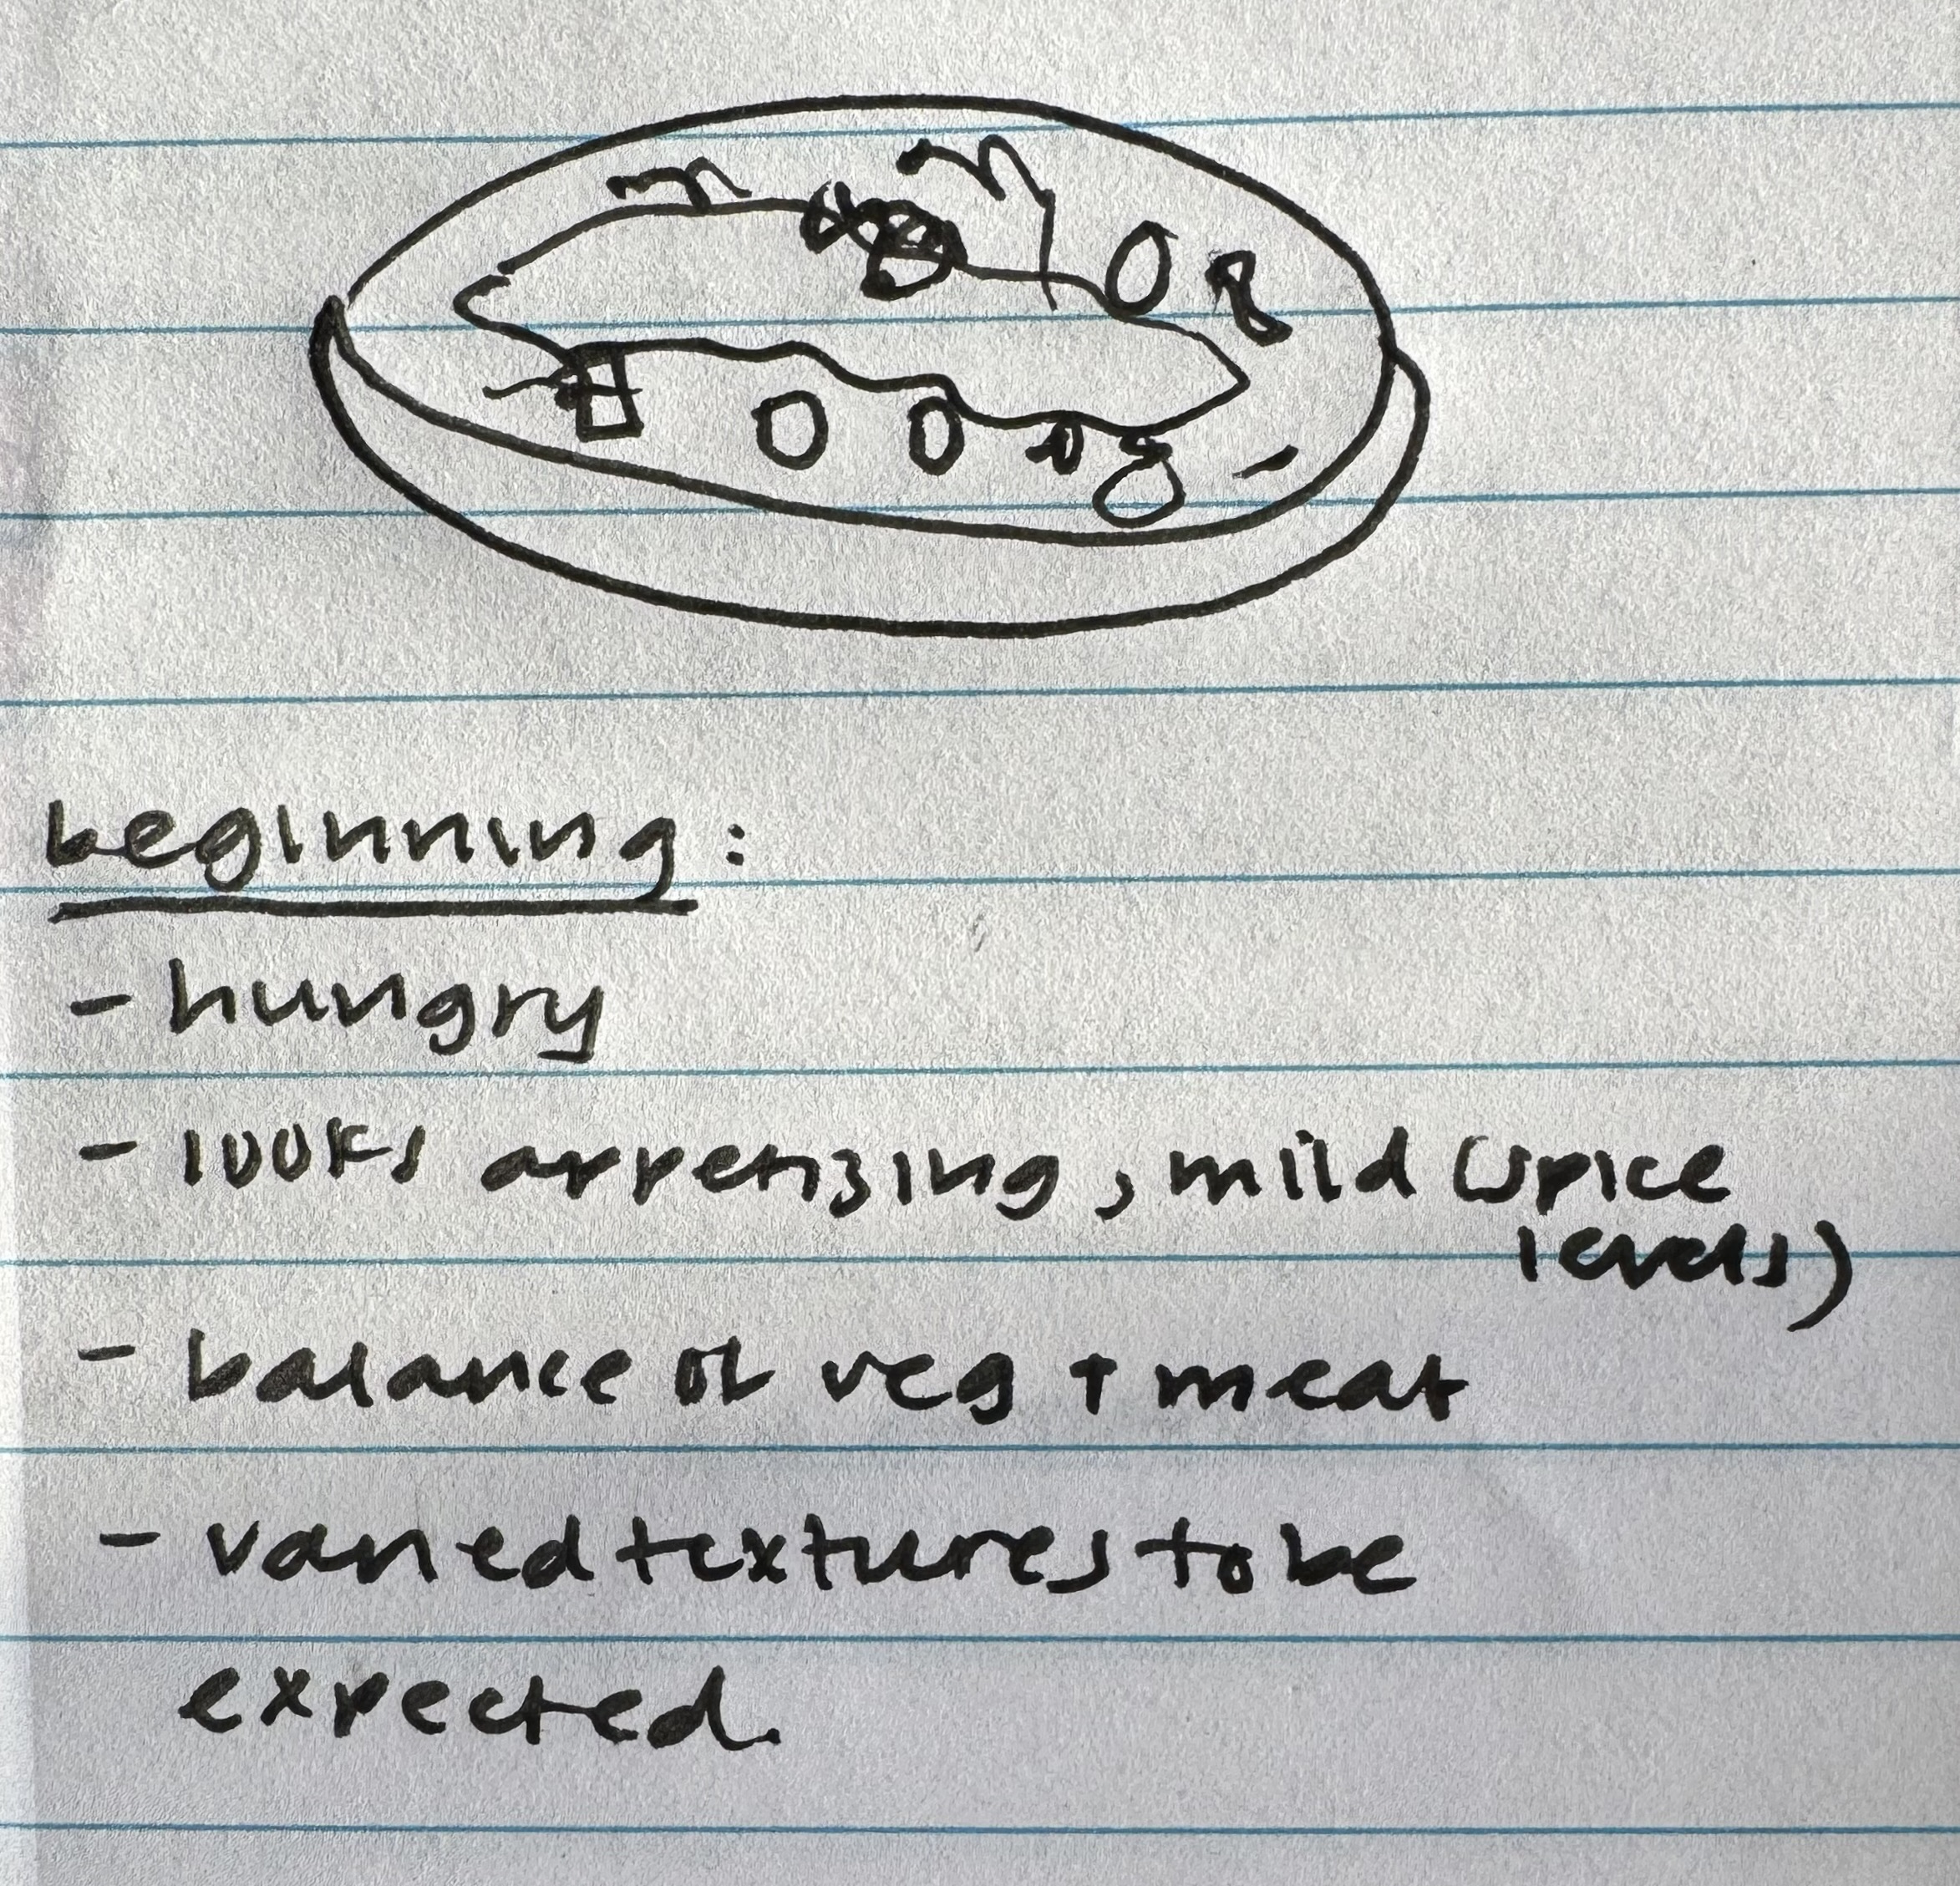 beginning:
- hungry
- looks appetizing, mild (spice
levels)
- balance of veg + meat
- varied textures to be
expected.